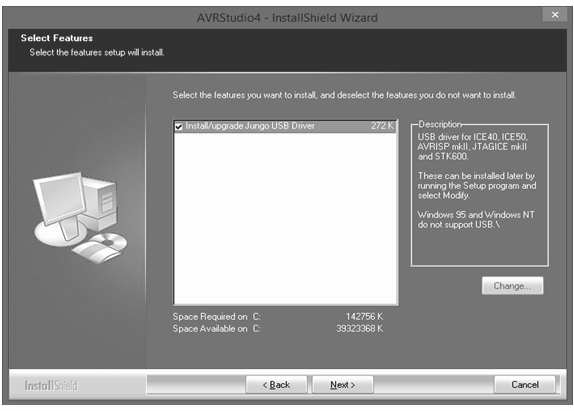 AVRStudio4 - InstallShield Wizard
Select Features
Select the features setup will install.
Select the features you want to install, and deselect the features you do not want to install.
Install/upgrade Jungo USB Driver 272 K
Description
USB driver for ICE40, ICE50,
AVRISP mkII, JTAGICE mkII
and STK600.
These can be installed later by
running the Setup program and
select Modify.
Windows 95 and Windows NT
do not support USB.\
Change...
Space Required on C: 142756 K
Space Available on C: 39323368 K
InstallShield
< Back
Next >
Cancel